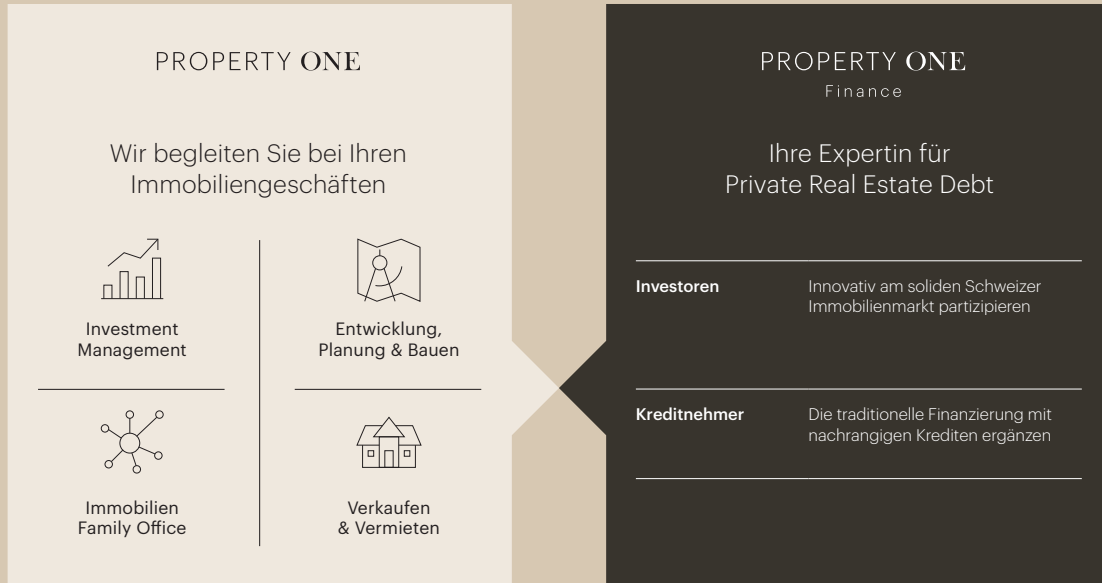 PROPERTY ONE
Wir begleiten Sie bei Ihren
Immobiliengeschäften
Investment
Management
Entwicklung,
Planung & Bauen
Immobilien
Family Office
Verkaufen
& Vermieten
PROPERTY ONE
Finance
Ihre Expertin für
Private Real Estate Debt
Investoren
Innovativ am soliden Schweizer
Immobilienmarkt partizipieren
Kreditnehmer
Die traditionelle Finanzierung mit
nachrangigen Krediten ergänzen